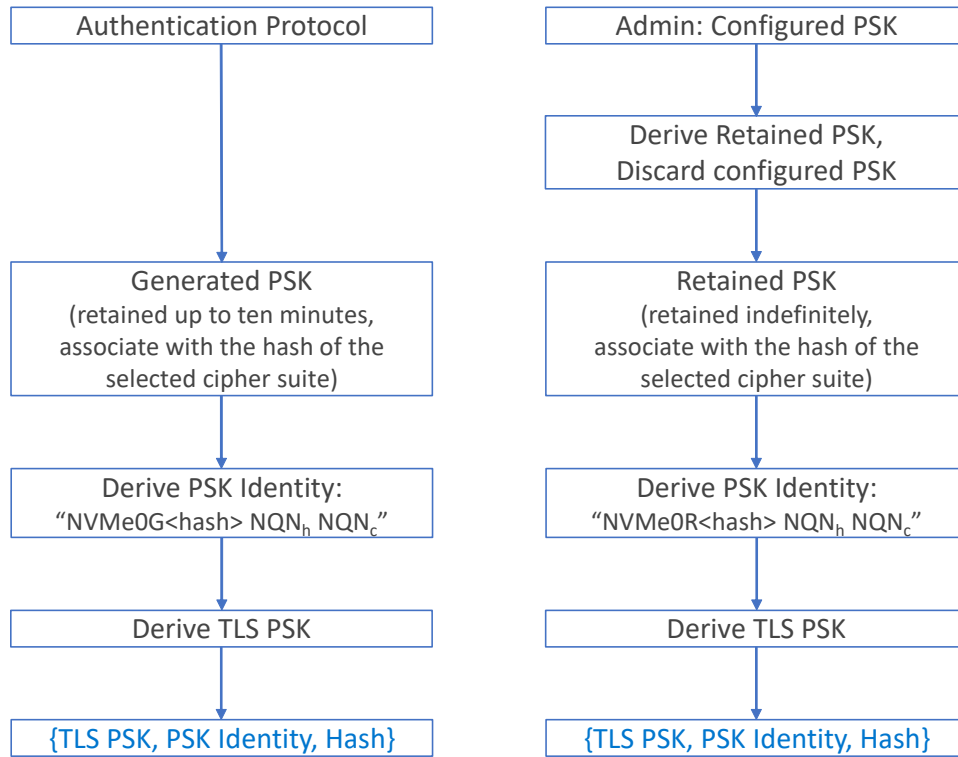 Authentication Protocol
Generated PSK
(retained up to ten minutes,
associate with the hash of the
selected cipher suite)
Derive PSK Identity:
“NVMe0G<hash> NQNh NQNc”
Derive TLS PSK
{TLS PSK, PSK Identity, Hash}
Admin: Configured PSK
Derive Retained PSK,
Discard configured PSK
Retained PSK
(retained indefinitely,
associate with the hash of the
selected cipher suite)
Derive PSK Identity:
“NVMe0R<hash> NQNh NQNc”
Derive TLS PSK
{TLS PSK, PSK Identity, Hash}